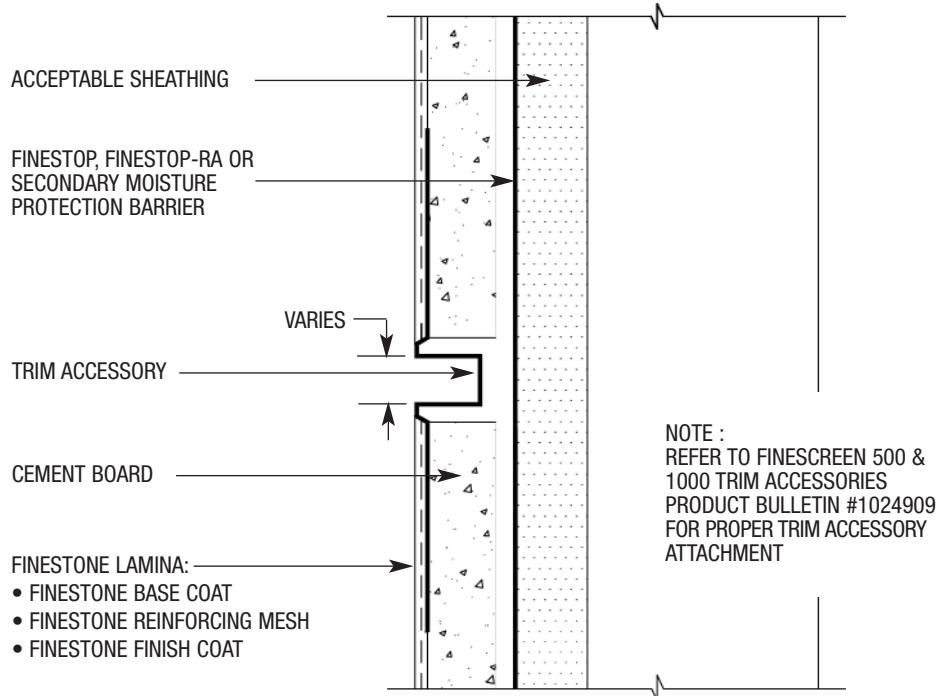 ACCEPTABLE SHEATHING
FINESTOP, FINESTOP-RA OR
SECONDARY MOISTURE
PROTECTION BARRIER
VARIES
TRIM ACCESSORY
CEMENT BOARD
FINESTONE LAMINA:
• FINESTONE BASE COAT
• FINESTONE REINFORCING MESH
• FINESTONE FINISH COAT
NOTE :
REFER TO FINESCREEN 500 &
1000 TRIM ACCESSORIES
PRODUCT BULLETIN #1024909
FOR PROPER TRIM ACCESSORY
ATTACHMENT